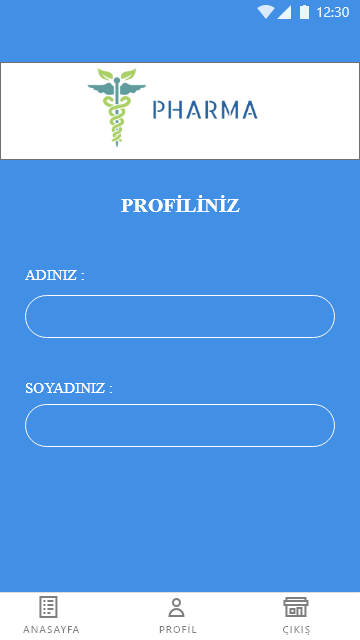 12:30
PHARMA
PROFİLİNİZ
ADINIZ :
SOYADINIZ :
ANASAYFA
PROFİL
ÇIKIŞ